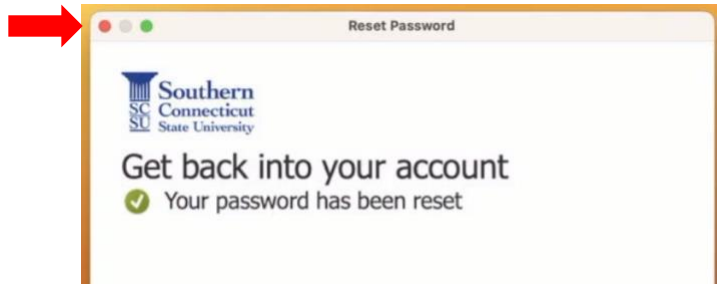 Reset Password
Southern
SC Connecticut
SU State University
Get back into your account
Your password has been reset